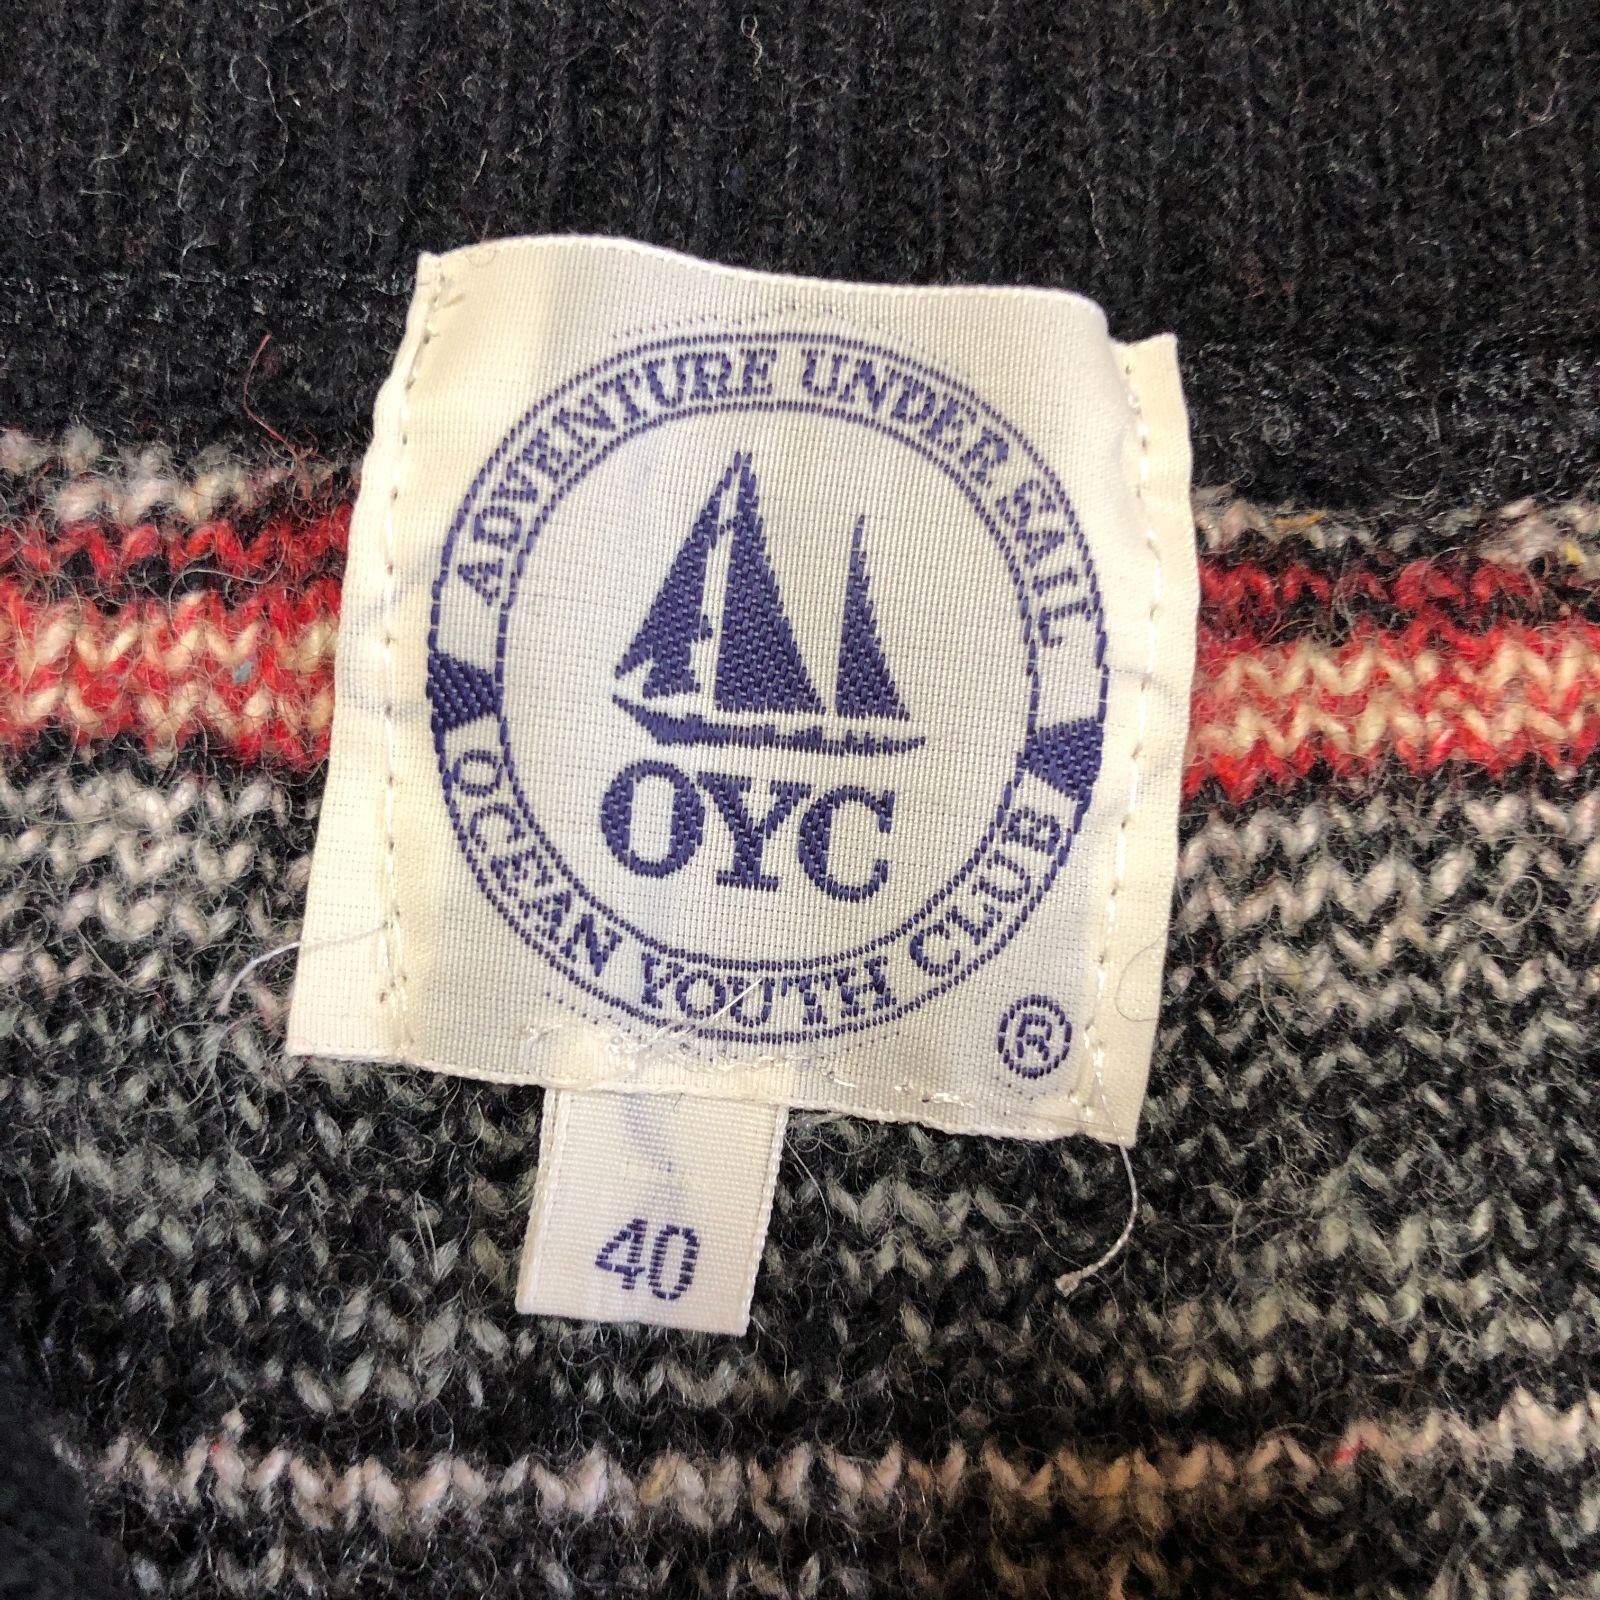 ADVENTURE UNDER SAIL
OYC
OCEAN YOUTH CLUB
®
40